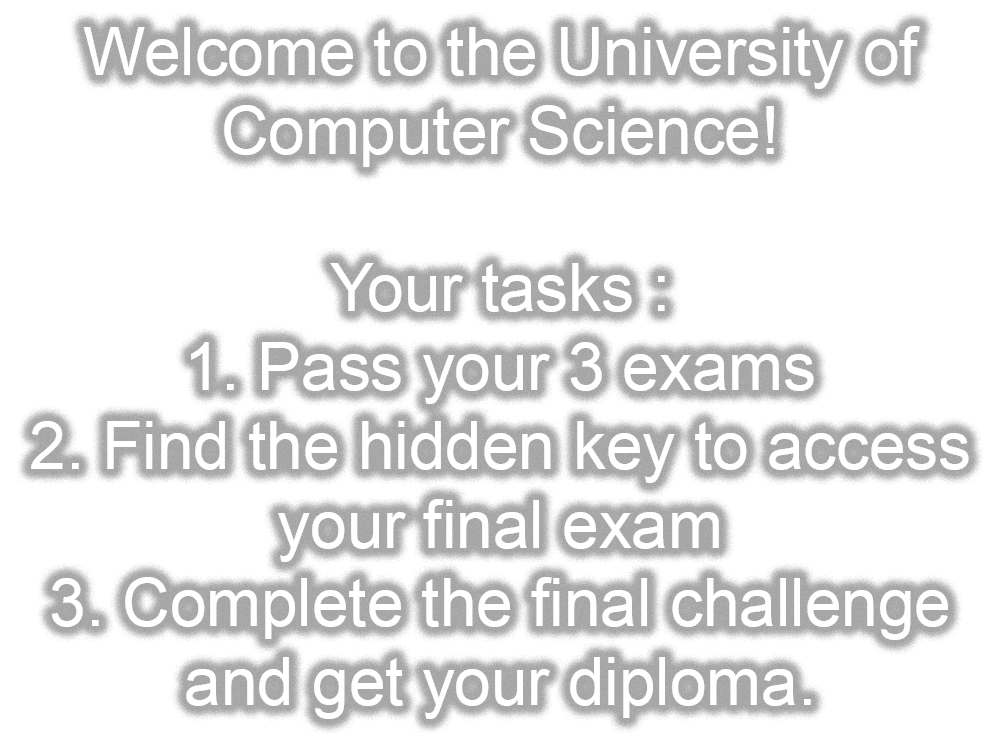 Welcome to the University of
Computer Science!
Your tasks :
1. Pass your 3 exams
2. Find the hidden key to access
your final exam
3. Complete the final challenge
and get your diploma.